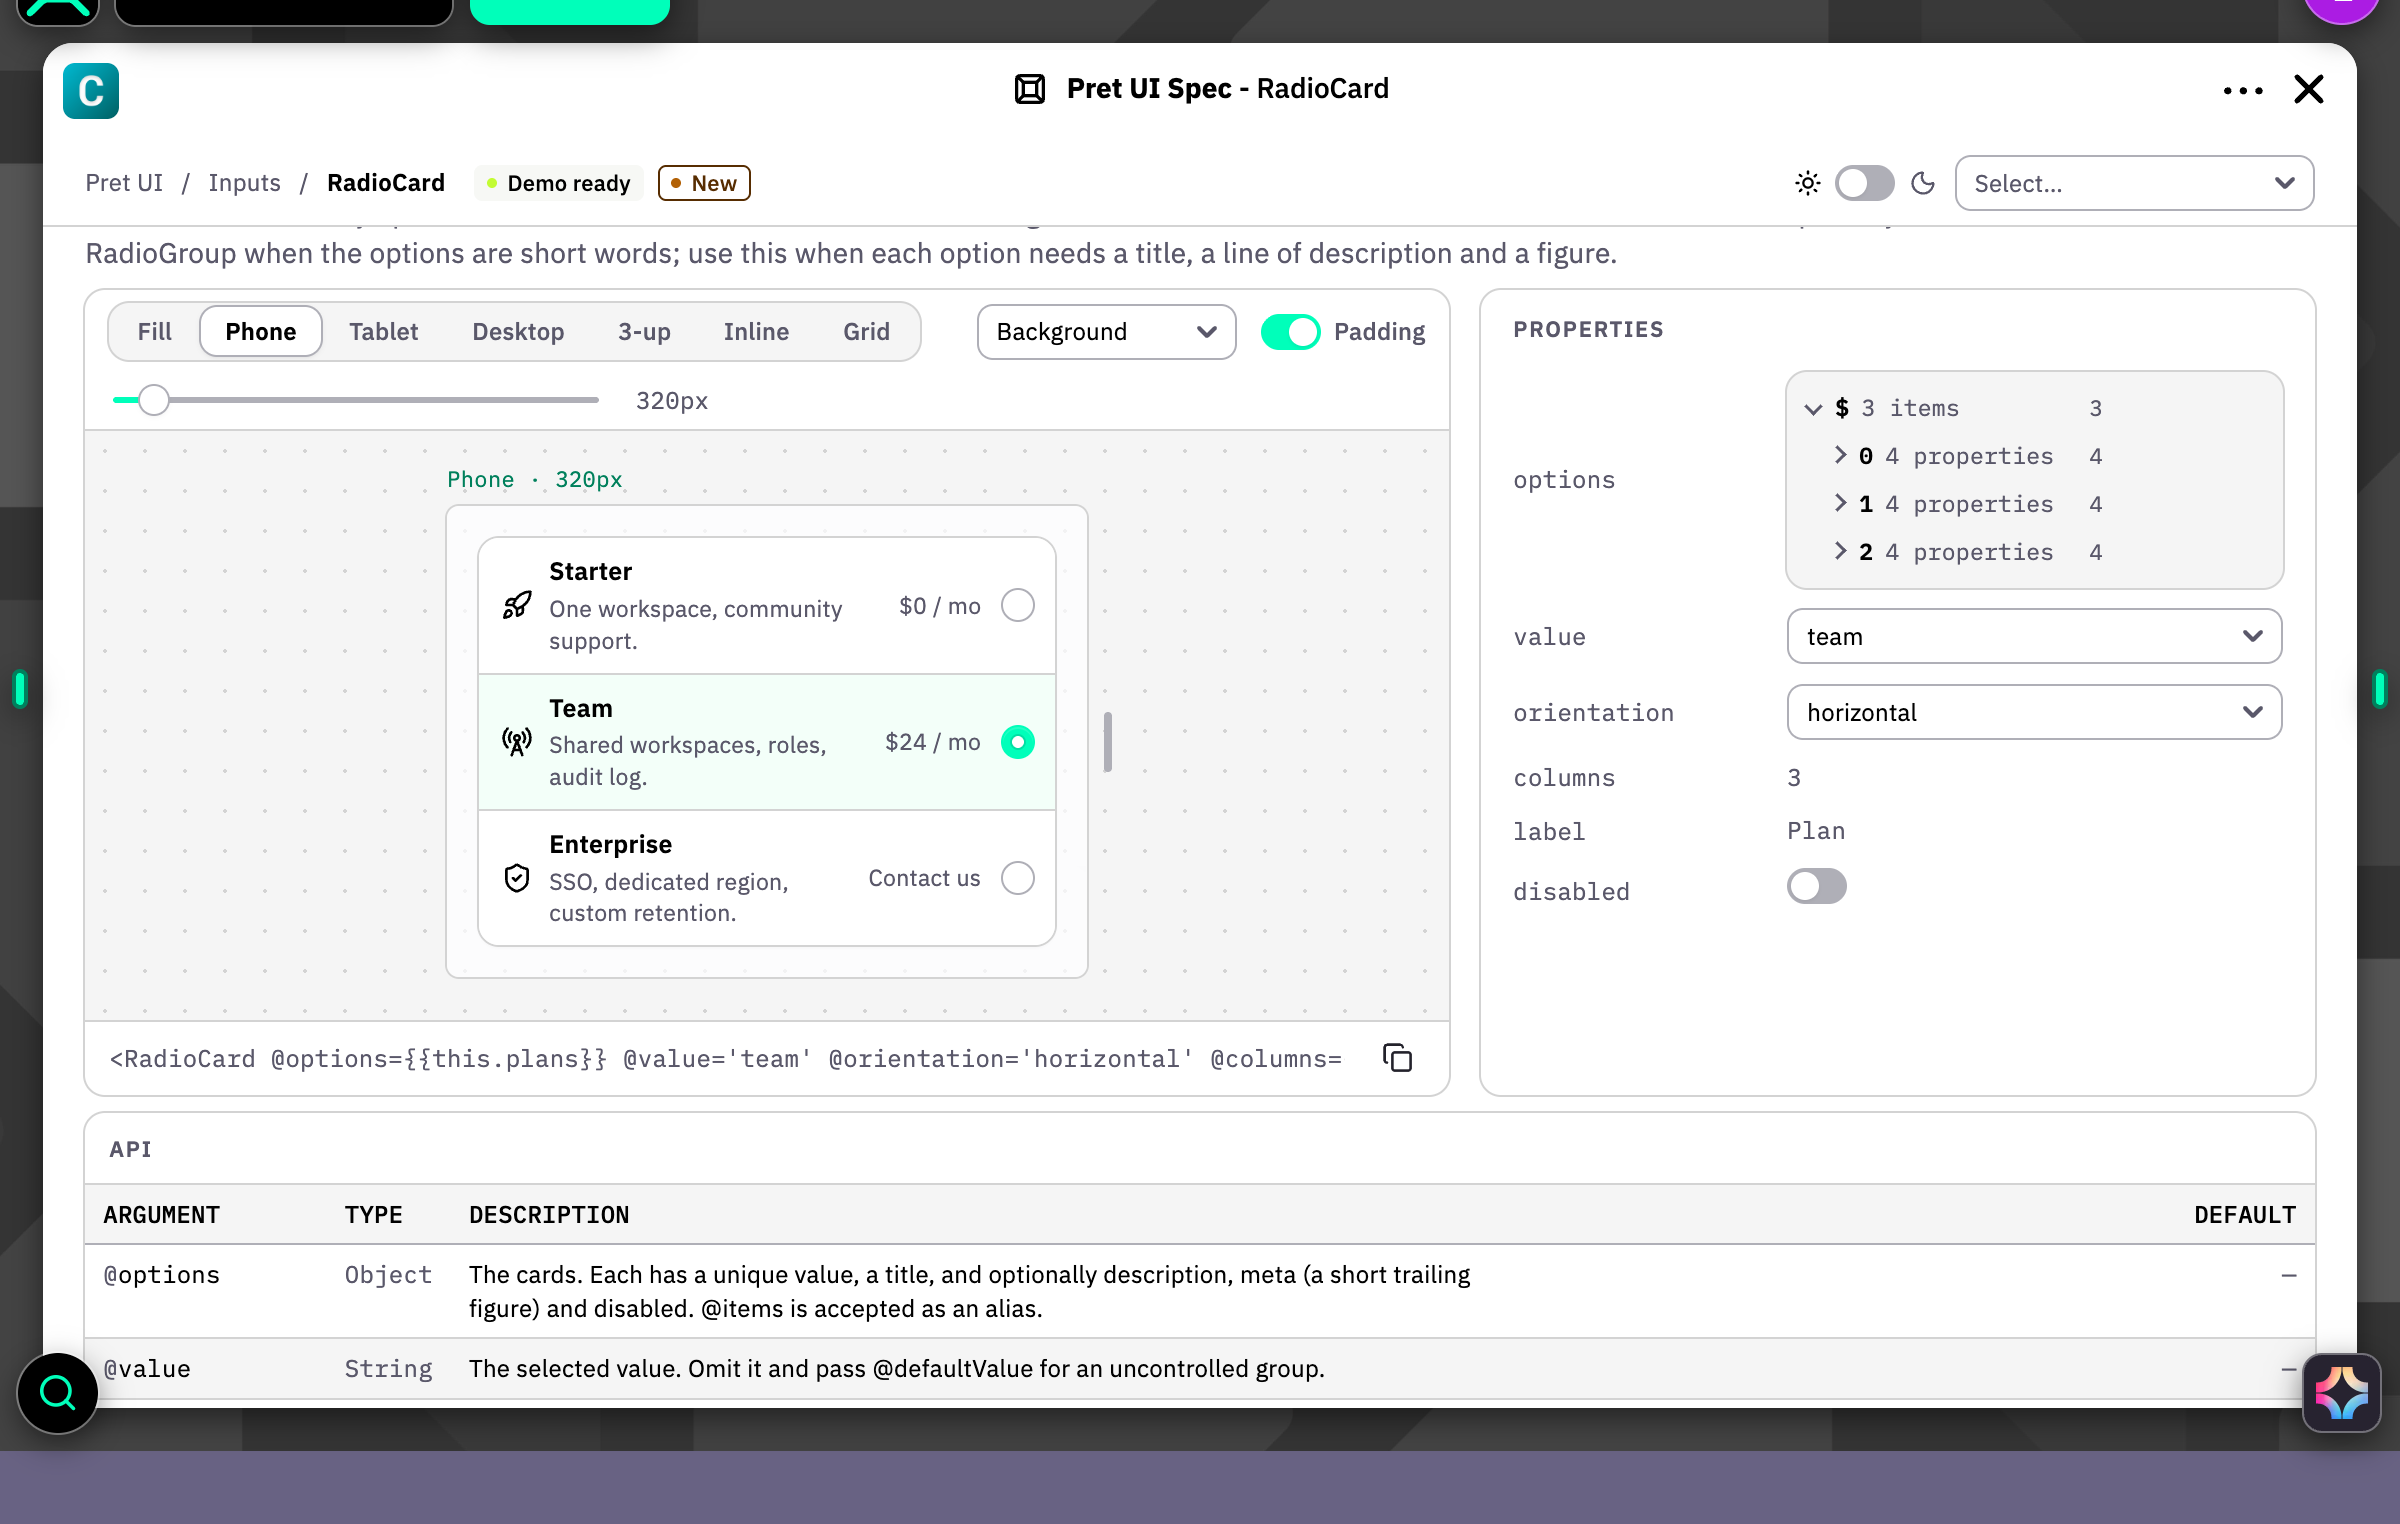 C
Pret UI Spec - RadioCard
Pret UI / Inputs / RadioCard
Demo ready
New
Select...
RadioGroup when the options are short words; use this when each option needs a title, a line of description and a figure.
Fill
Phone
Tablet
Desktop
3-up
Inline
Grid
Background
Padding
320px
Phone · 320px
Starter
One workspace, community
support.
$0 / mo
Team
Shared workspaces, roles,
audit log.
$24 / mo
Enterprise
SSO, dedicated region,
custom retention.
Contact us
<RadioCard @options={{this.plans}} @value='team' @orientation='horizontal' @columns=
PROPERTIES
options
$ 3 items 3
0 4 properties 4
1 4 properties 4
2 4 properties 4
value
team
orientation
horizontal
columns
3
label
Plan
disabled
API
ARGUMENT TYPE DESCRIPTION DEFAULT
@options Object The cards. Each has a unique value, a title, and optionally description, meta (a short trailing —
figure) and disabled. @items is accepted as an alias.
@value String The selected value. Omit it and pass @defaultValue for an uncontrolled group. —